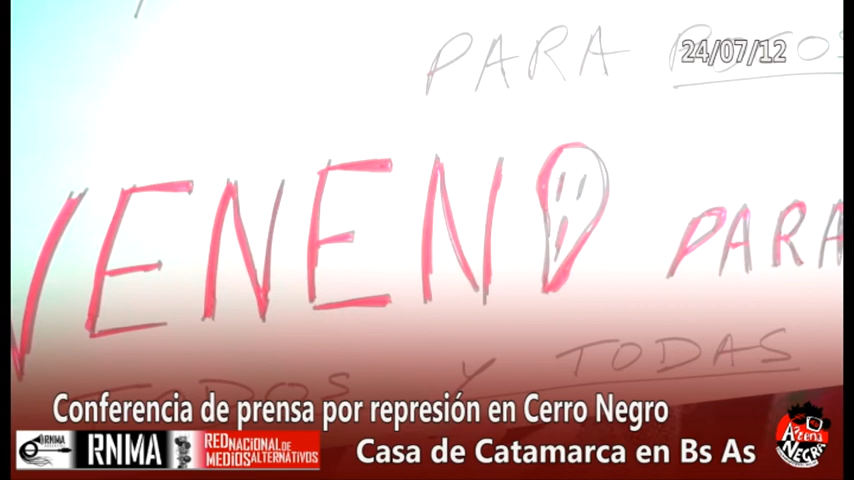 PARA
24/07/12
VENENO PARA
TODOS Y TODAS
Conferencia de prensa por represión en Cerro Negro
RNMA
RNMA
RED NACIONAL DE
MEDIOS ALTERNATIVOS
Casa de Catamarca en Bs As
NEGRA